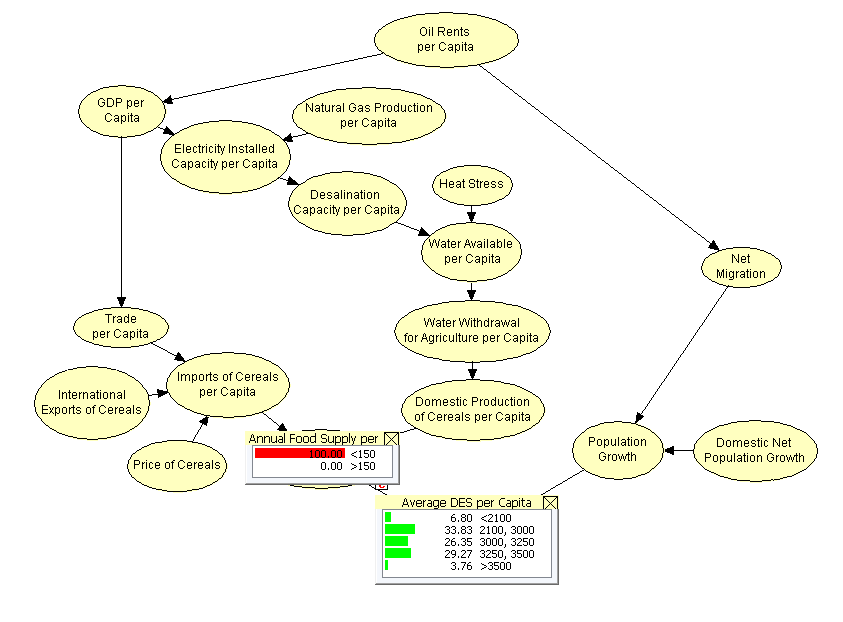 Oil Rents
per Capita
GDP per
Capita
Natural Gas Production
per Capita
Electricity Installed
Capacity per Capita
Desalination
Capacity per Capita
Heat Stress
Water Available
per Capita
Net
Migration
Trade
per Capita
Water Withdrawal
for Agriculture per Capita
Imports of Cereals
per Capita
International
Exports of Cereals
Domestic Production
of Cereals per Capita
Price of Cereals
Population
Growth
Domestic Net
Population Growth
Annual Food Supply per
100.00 <150
0.00 >150
e
Average DES per Capita
6.80 <2100
33.83 2100, 3000
26.35 3000, 3250
29.27 3250, 3500
3.76 >3500